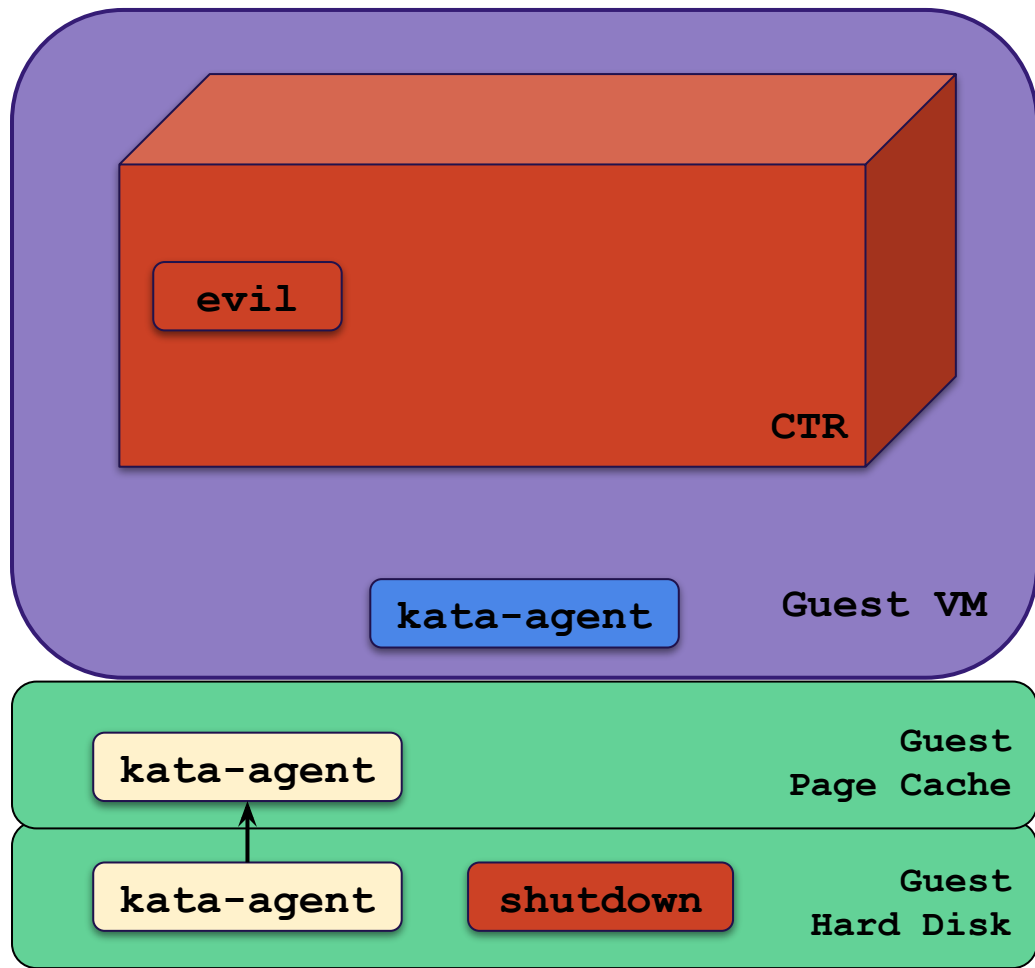 evil
CTR
kata-agent
Guest VM
kata-agent
Guest
Page Cache
kata-agent
shutdown
Guest
Hard Disk